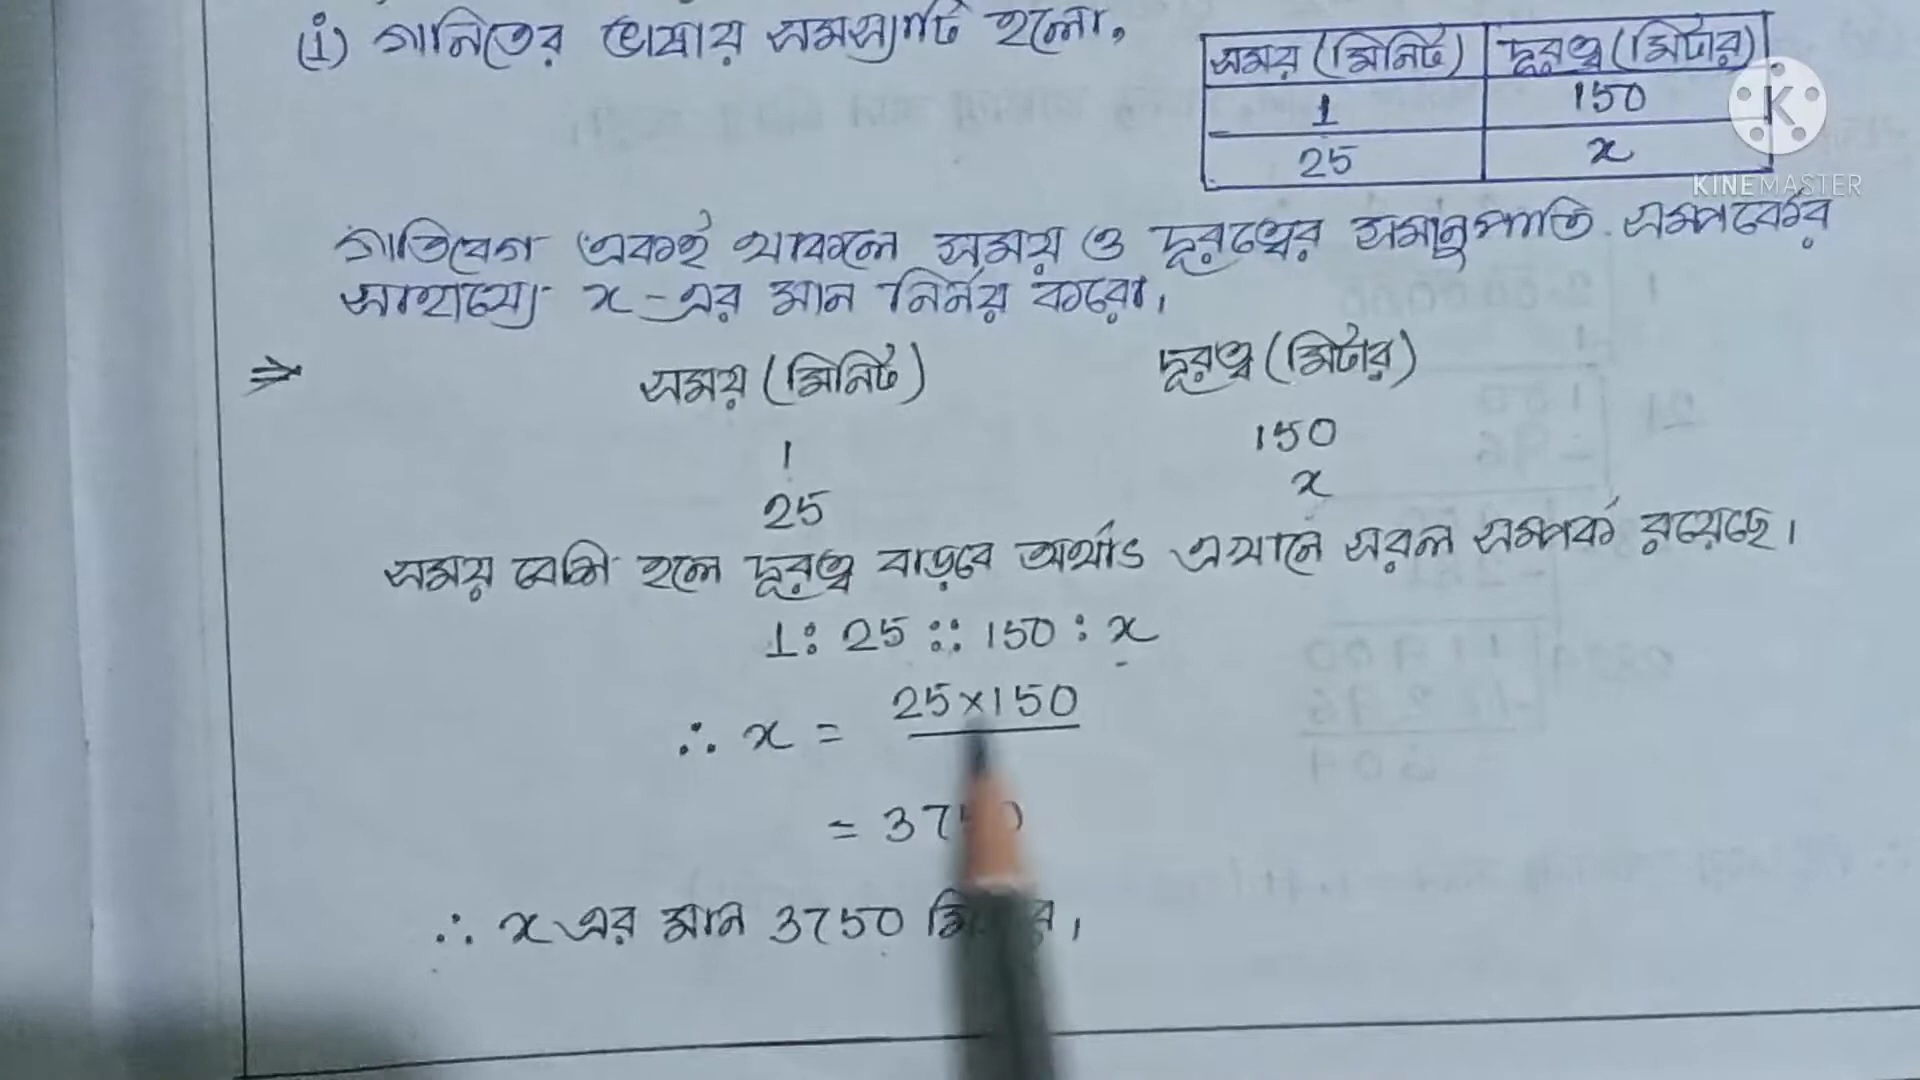 (i) গানিতের ভাষায় সমস্যাটি হলো,
সময় (মিনিট) দূরত্ব (মিটার)
1 150
25 x
K
KINEMASTER
গতিবেগ একই থাকলে সময় ও দূরত্বের সমানুপাতি সম্পর্কের
সাহায্যে x-এর মান নির্নয় করো।
⇒ সময় (মিনিট) দূরত্ব (মিটার)
1 150
25 x
সময় বেশি হলে দূরত্ব বাড়বে অর্থাৎ এখানে সরল সম্পর্ক রয়েছে।
1 : 25 :: 150 : x
∴ x = 25×150
= 3750
∴ x এর মান 3750